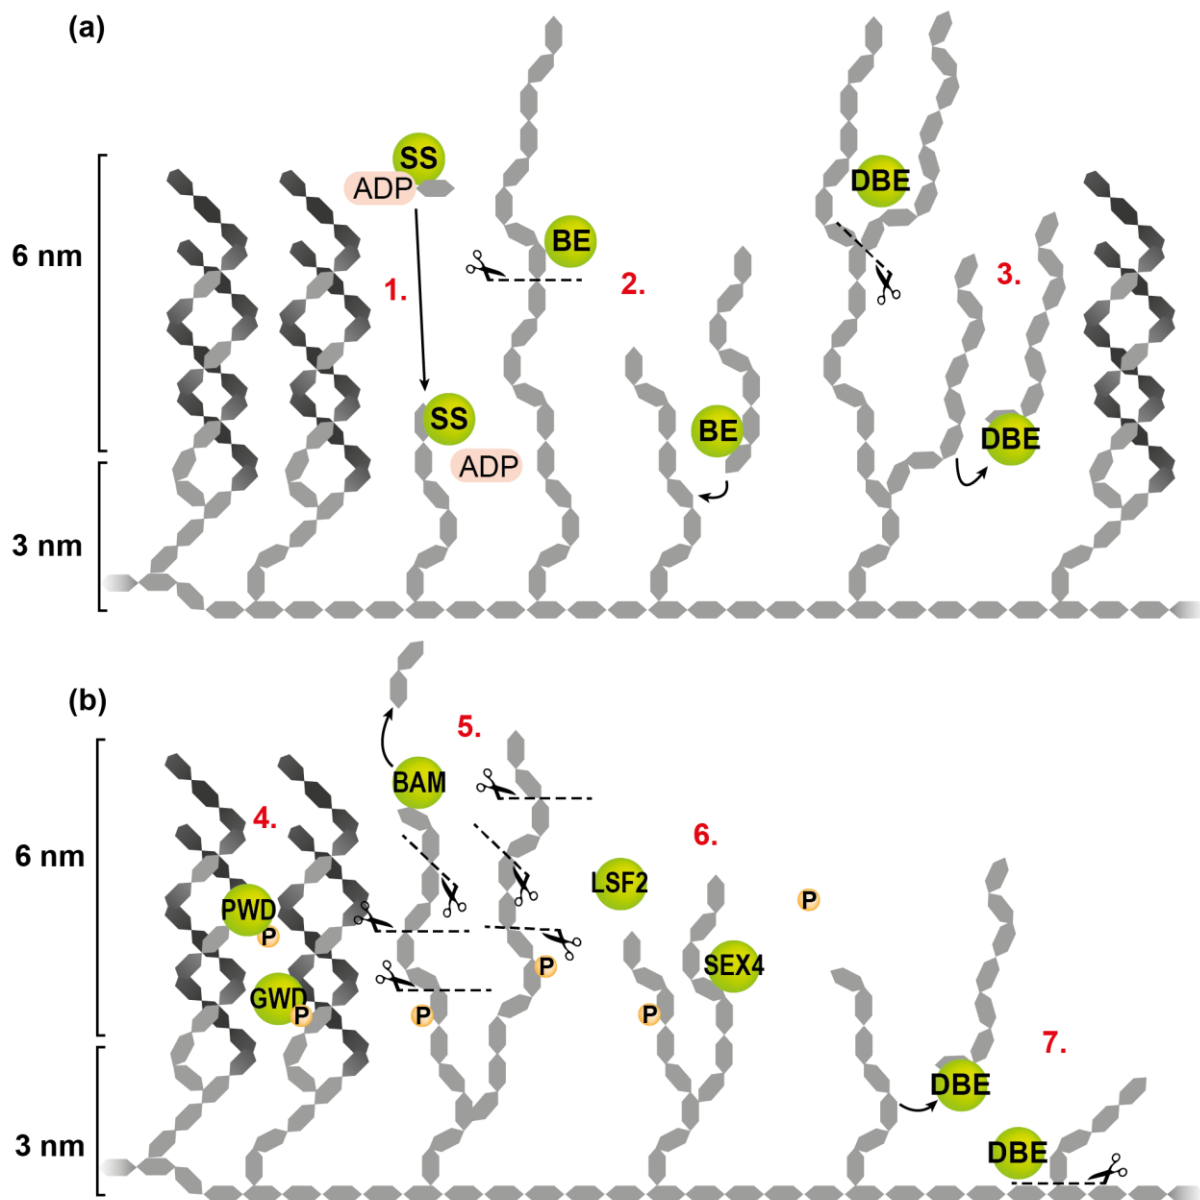 (a)
SS
ADP
DBE
BE
6 nm
1.
2.
3.
SS
BE
DBE
ADP
3 nm
(b)
5.
BAM
4.
6.
6 nm
LSF2
P
PWD
P
SEX4
P
GWD
P
P
P
7.
DBE
3 nm
DBE